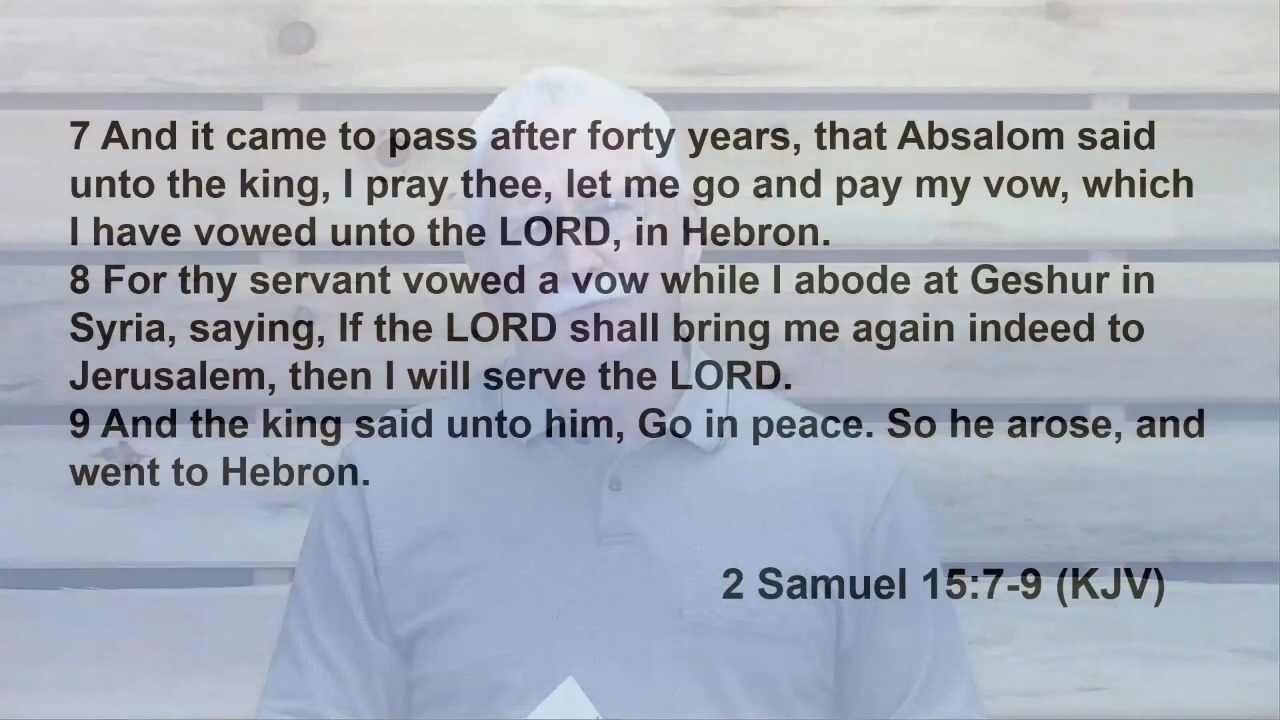 7 And it came to pass after forty years, that Absalom said
unto the king, I pray thee, let me go and pay my vow, which
I have vowed unto the LORD, in Hebron.
8 For thy servant vowed a vow while I abode at Geshur in
Syria, saying, If the LORD shall bring me again indeed to
Jerusalem, then I will serve the LORD.
9 And the king said unto him, Go in peace. So he arose, and
went to Hebron.
2 Samuel 15:7-9 (KJV)